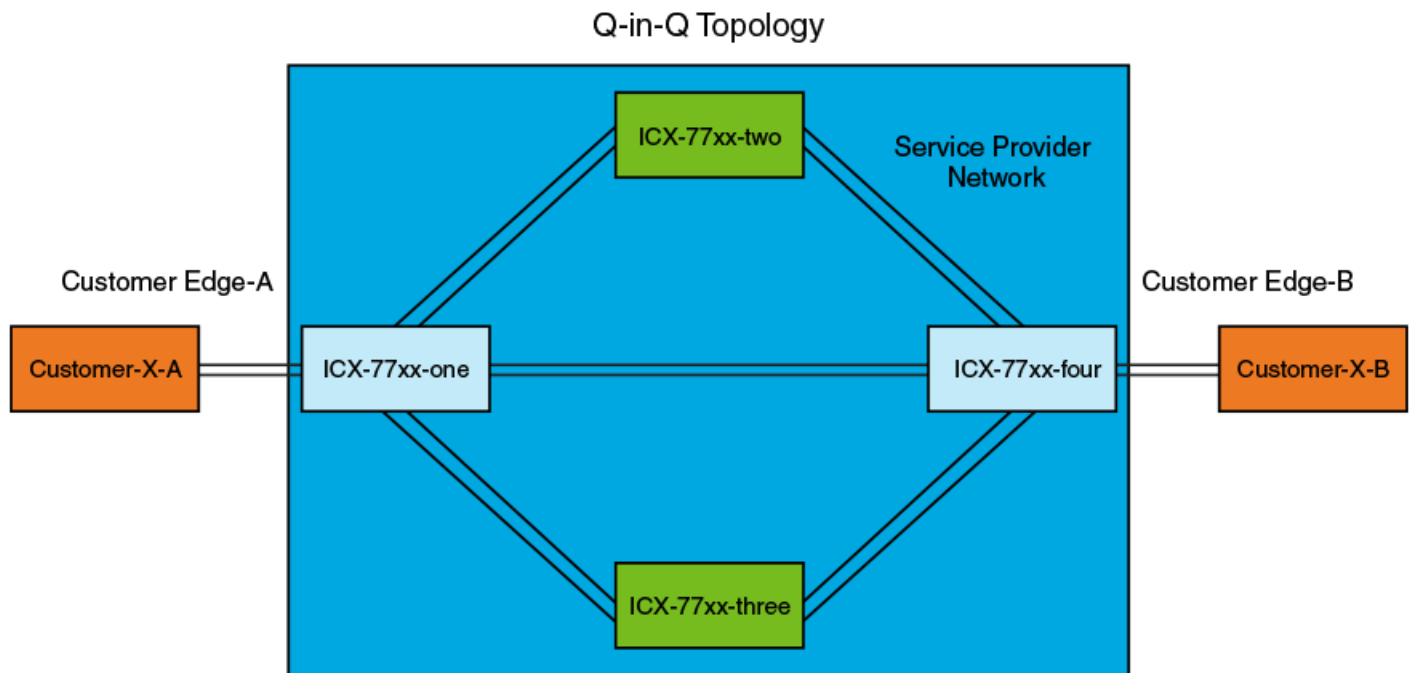 Q-in-Q Topology
ICX-77xx-two
Service Provider
Network
Customer Edge-A
Customer Edge-B
Customer-X-A
ICX-77xx-one
ICX-77xx-four
Customer-X-B
ICX-77xx-three